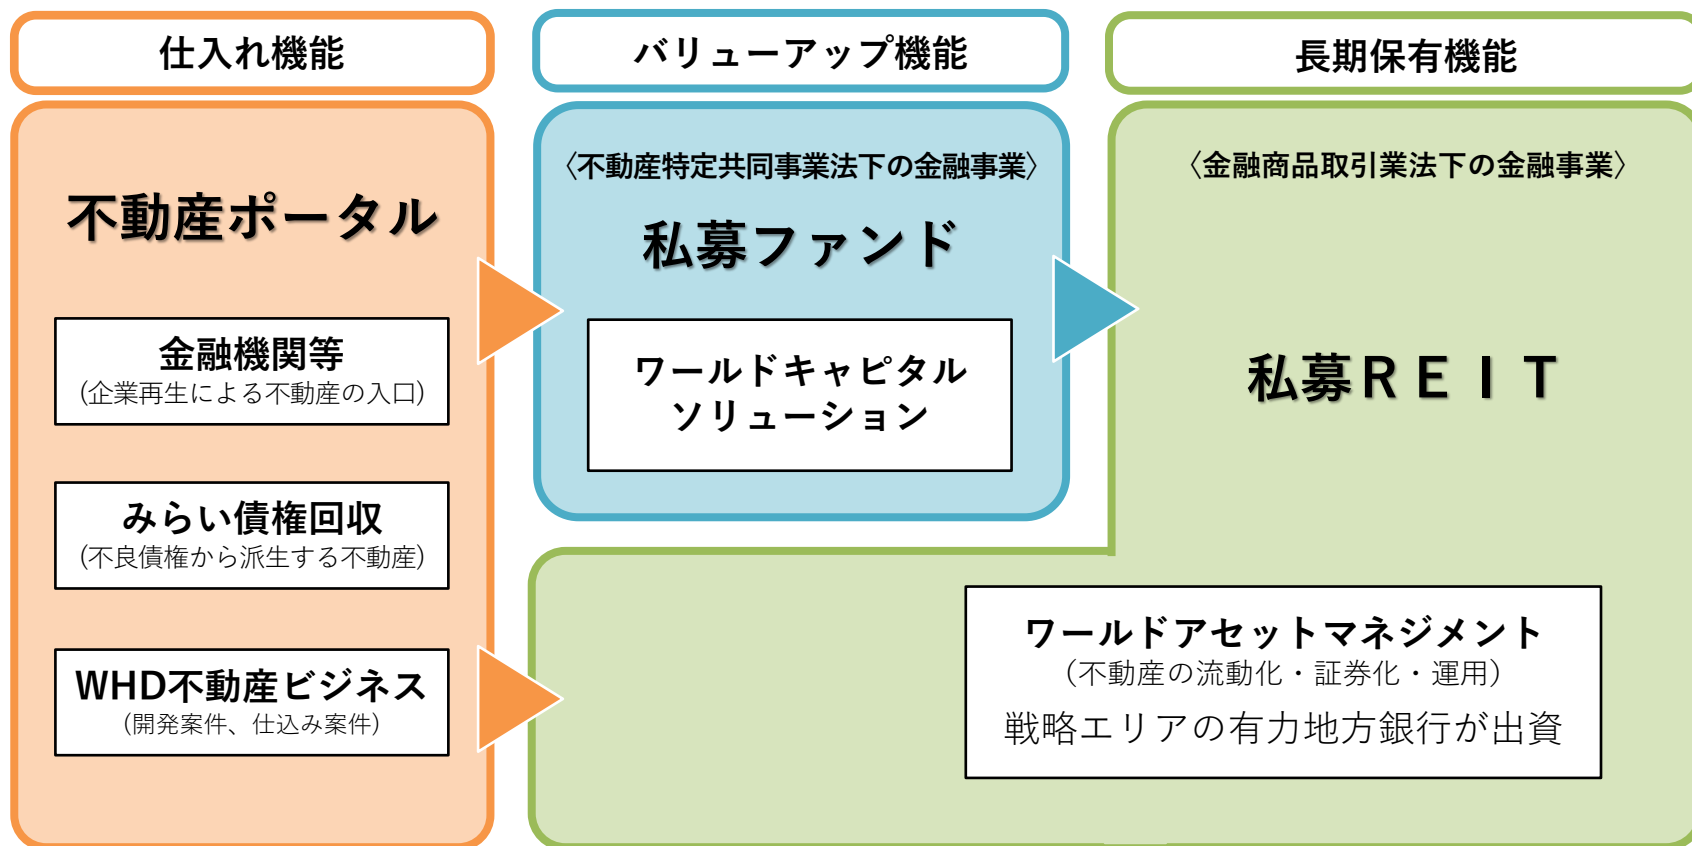 仕入れ機能
不動産ポータル
金融機関等
(企業再生による不動産の入口)
みらい債権回収
(不良債権から派生する不動産)
WHD不動産ビジネス
(開発案件、仕込み案件)
バリューアップ機能
〈不動産特定共同事業法下の金融事業〉
私募ファンド
ワールドキャピタル
ソリューション
長期保有機能
〈金融商品取引業法下の金融事業〉
私募ＲＥＩＴ
ワールドアセットマネジメント
（不動産の流動化・証券化・運用）
戦略エリアの有力地方銀行が出資